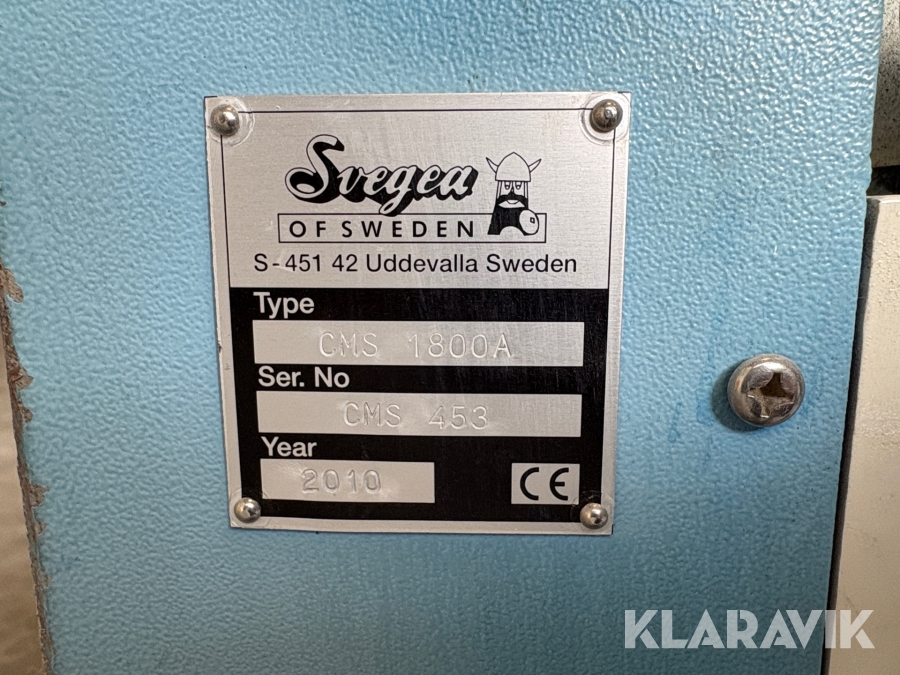 Svegea
OF SWEDEN
S-451 42 Uddevalla Sweden
Type
CMS 1800A
Ser. No
CMS 453
Year
2010
CE
KLARAVIK